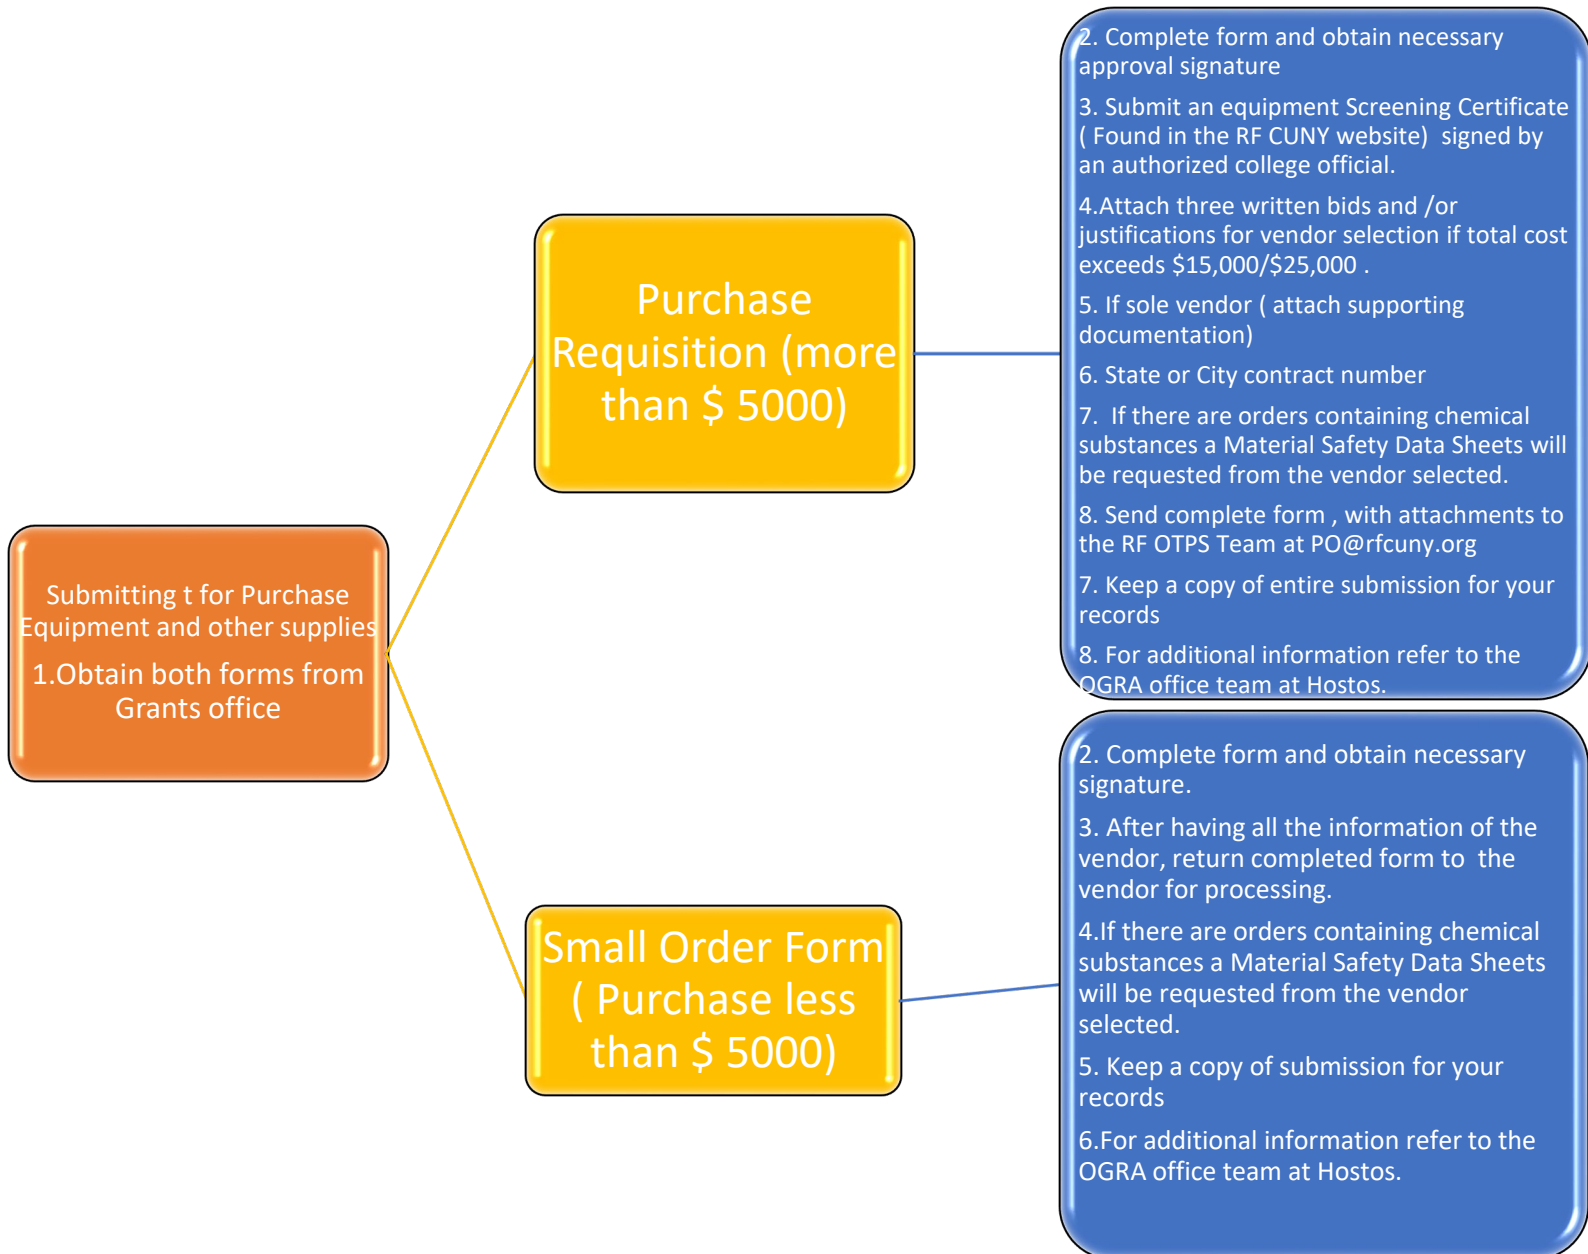 Submitting t for Purchase
Equipment and other supplies
1.Obtain both forms from
Grants office
Purchase
Requisition (more
than $ 5000)
2. Complete form and obtain necessary
approval signature
3. Submit an equipment Screening Certificate
( Found in the RF CUNY website)  signed by
an authorized college official.
4.Attach three written bids and /or
justifications for vendor selection if total cost
exceeds $15,000/$25,000 .
5. If sole vendor ( attach supporting
documentation)
6. State or City contract number
7.  If there are orders containing chemical
substances a Material Safety Data Sheets will
be requested from the vendor selected.
8. Send complete form , with attachments to
the RF OTPS Team at PO@rfcuny.org
7. Keep a copy of entire submission for your
records
8. For additional information refer to the
OGRA office team at Hostos.
Small Order Form
( Purchase less
than $ 5000)
2. Complete form and obtain necessary
signature.
3. After having all the information of the
vendor, return completed form to  the
vendor for processing.
4.If there are orders containing chemical
substances a Material Safety Data Sheets
will be requested from the vendor
selected.
5. Keep a copy of submission for your
records
6.For additional information refer to the
OGRA office team at Hostos.